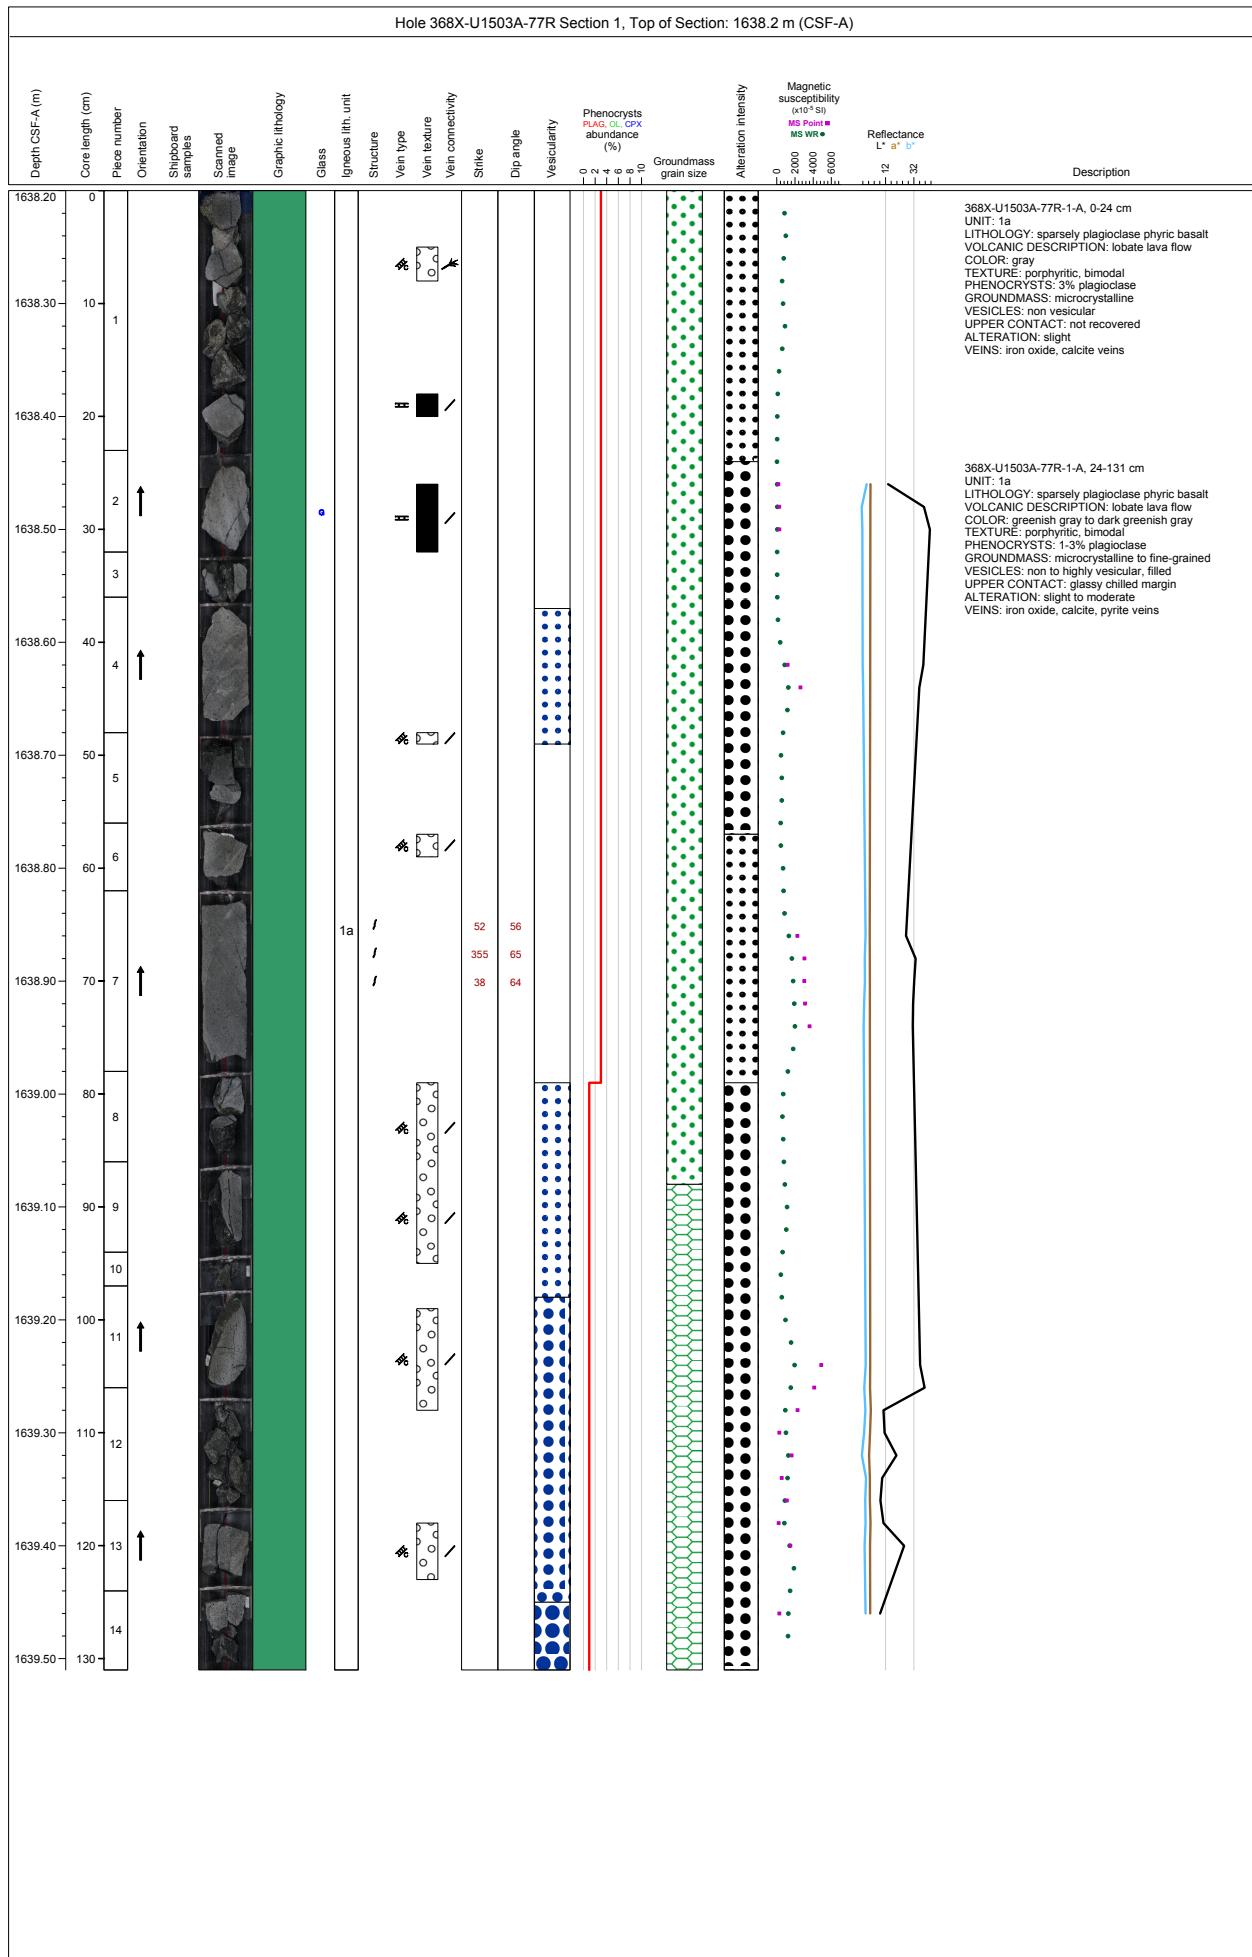 Hole 368X-U1503A-77R Section 1, Top of Section: 1638.2 m (CSF-A)
Depth CSF-A (m)
Core length (cm)
Piece number
Orientation
Shipboard
samples
Scanned
image
Graphic lithology
Glass
Igneous lith. unit
Structure
Vein type
Vein texture
Vein connectivity
Strike
Dip angle
Vesicularity
Phenocrysts
PLAG, OL, CPX
abundance
(%)
0 2 4 6 8 10
Groundmass
grain size
Alteration intensity
Magnetic
susceptibility
(x10-5 SI)
MS Point
MS WR
0 2000 4000 6000
Reflectance
L* a* b*
12 32
Description
1638.20 0
1638.30 10
1638.40 20
1638.50 30
1638.60 40
1638.70 50
1638.80 60
1638.90 70
1639.00 80
1639.10 90
1639.20 100
1639.30 110
1639.40 120
1639.50 130
1
2
3
4
5
6
7
8
9
10
11
12
13
14
G
1a
52 56
355 65
38 64
368X-U1503A-77R-1-A, 0-24 cm
UNIT: 1a
LITHOLOGY: sparsely plagioclase phyric basalt
VOLCANIC DESCRIPTION: lobate lava flow
COLOR: gray
TEXTURE: porphyritic, bimodal
PHENOCRYSTS: 3% plagioclase
GROUNDMASS: microcrystalline
VESICLES: non vesicular
UPPER CONTACT: not recovered
ALTERATION: slight
VEINS: iron oxide, calcite veins
368X-U1503A-77R-1-A, 24-131 cm
UNIT: 1a
LITHOLOGY: sparsely plagioclase phyric basalt
VOLCANIC DESCRIPTION: lobate lava flow
COLOR: greenish gray to dark greenish gray
TEXTURE: porphyritic, bimodal
PHENOCRYSTS: 1-3% plagioclase
GROUNDMASS: microcrystalline to fine-grained
VESICLES: non to highly vesicular, filled
UPPER CONTACT: glassy chilled margin
ALTERATION: slight to moderate
VEINS: iron oxide, calcite, pyrite veins